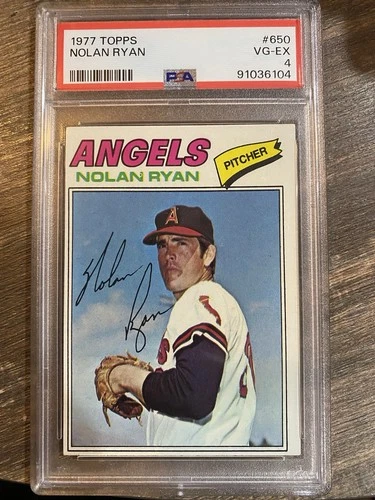 1977 TOPPS #650
NOLAN RYAN VG-EX
4
PSA 91036104
ANGELS
NOLAN RYAN
PITCHER
A
Nolan
Ryan